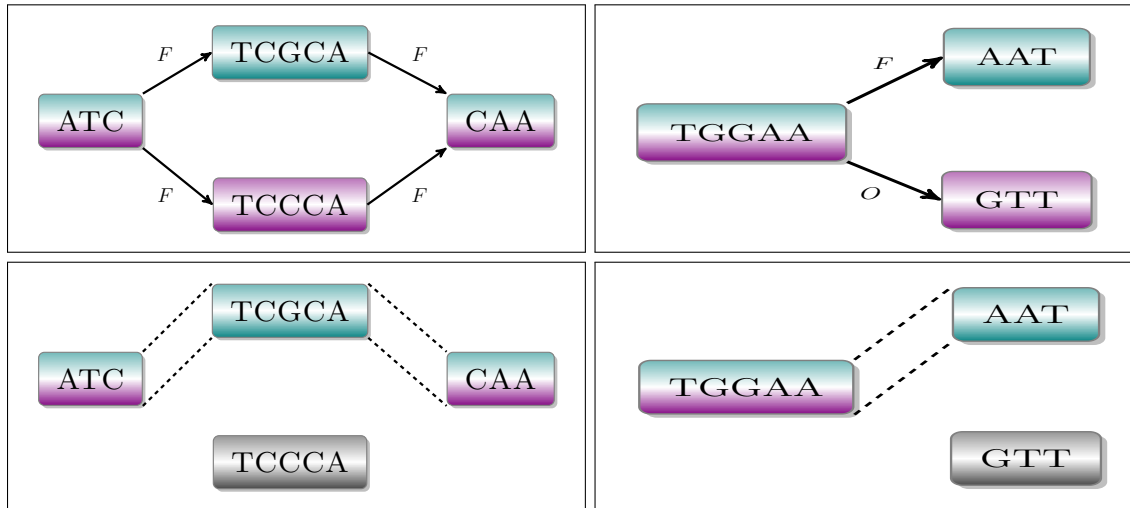 TCGCA
F
F
ATC
CAA
F
F
TCCCA
AAT
F
TGGAA
O
GTT
TCGCA
ATC
CAA
TCCCA
AAT
TGGAA
GTT